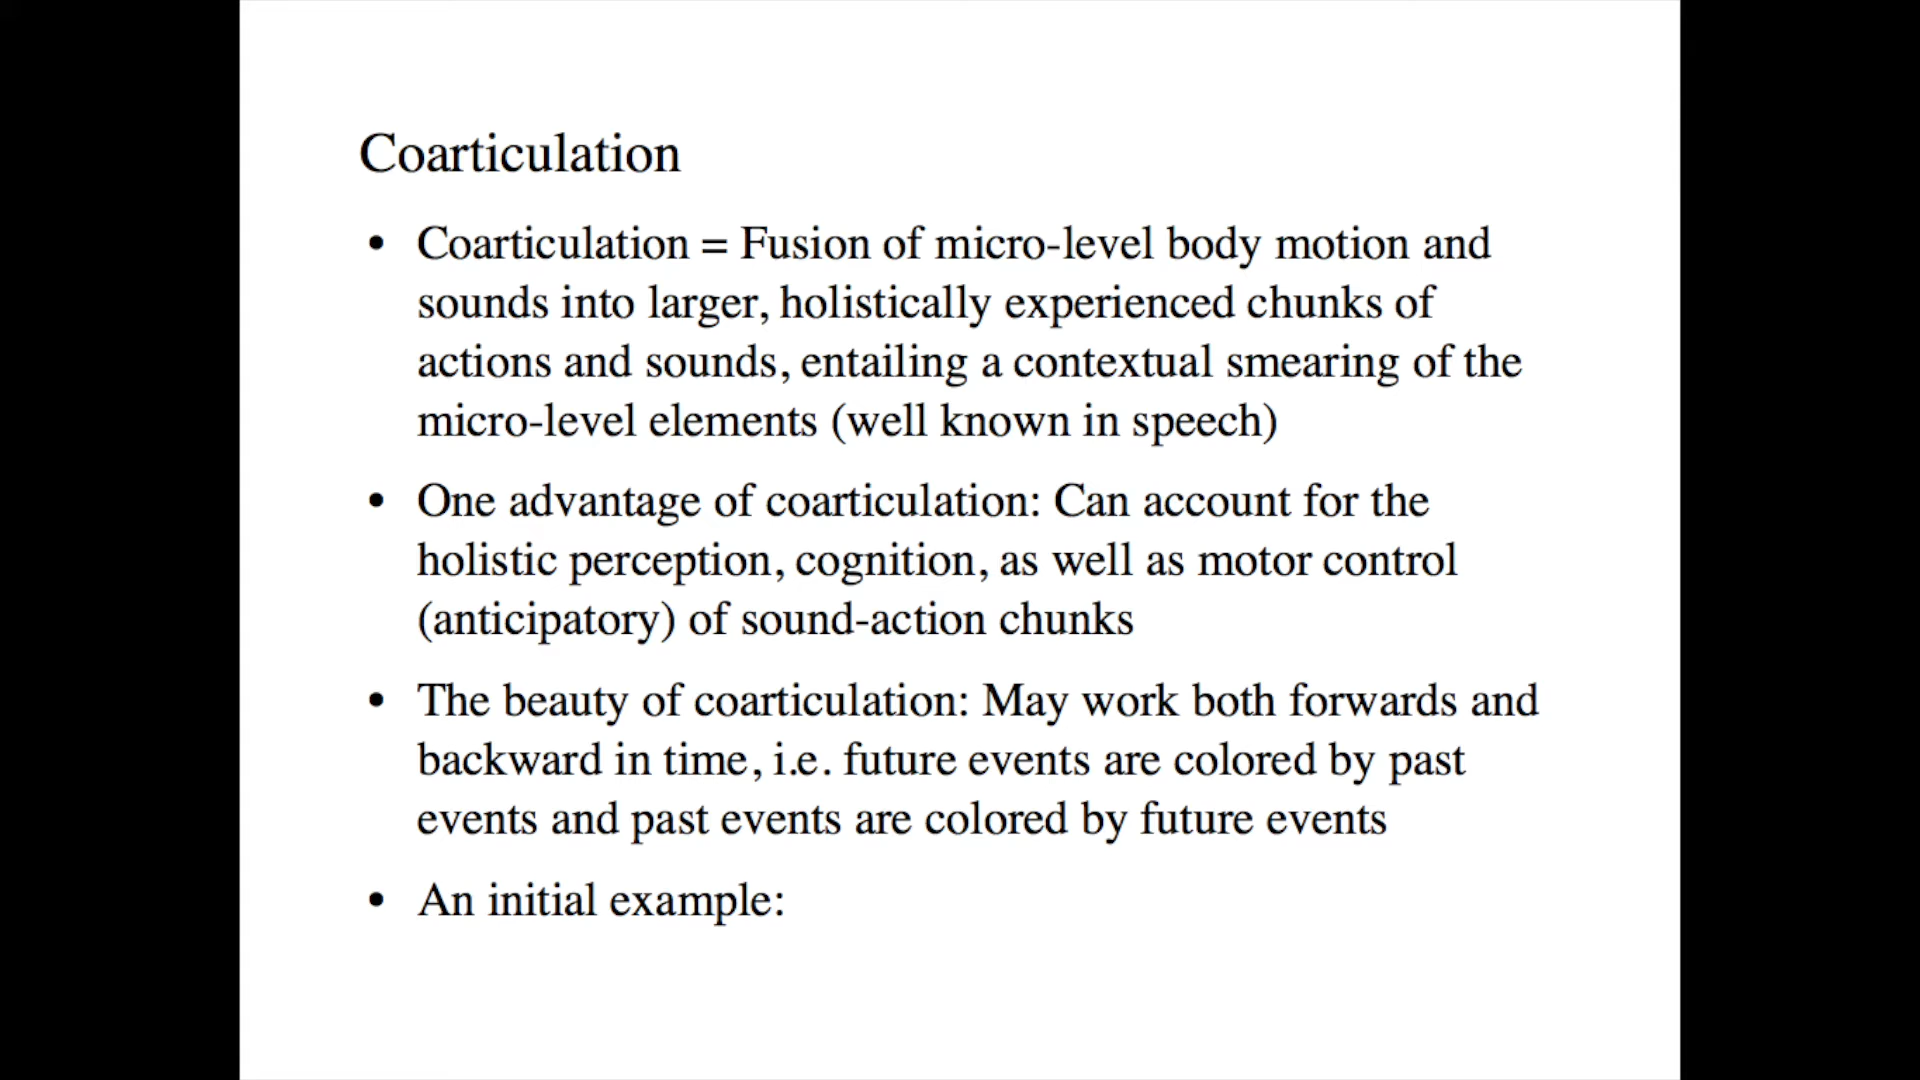 Coarticulation
• Coarticulation = Fusion of micro-level body motion and
sounds into larger, holistically experienced chunks of
actions and sounds, entailing a contextual smearing of the
micro-level elements (well known in speech)
• One advantage of coarticulation: Can account for the
holistic perception, cognition, as well as motor control
(anticipatory) of sound-action chunks
• The beauty of coarticulation: May work both forwards and
backward in time, i.e. future events are colored by past
events and past events are colored by future events
• An initial example: